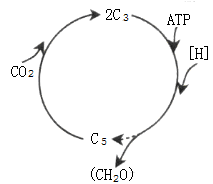 2C₃
ATP
[H]
CO₂
C₅
(CH₂O)